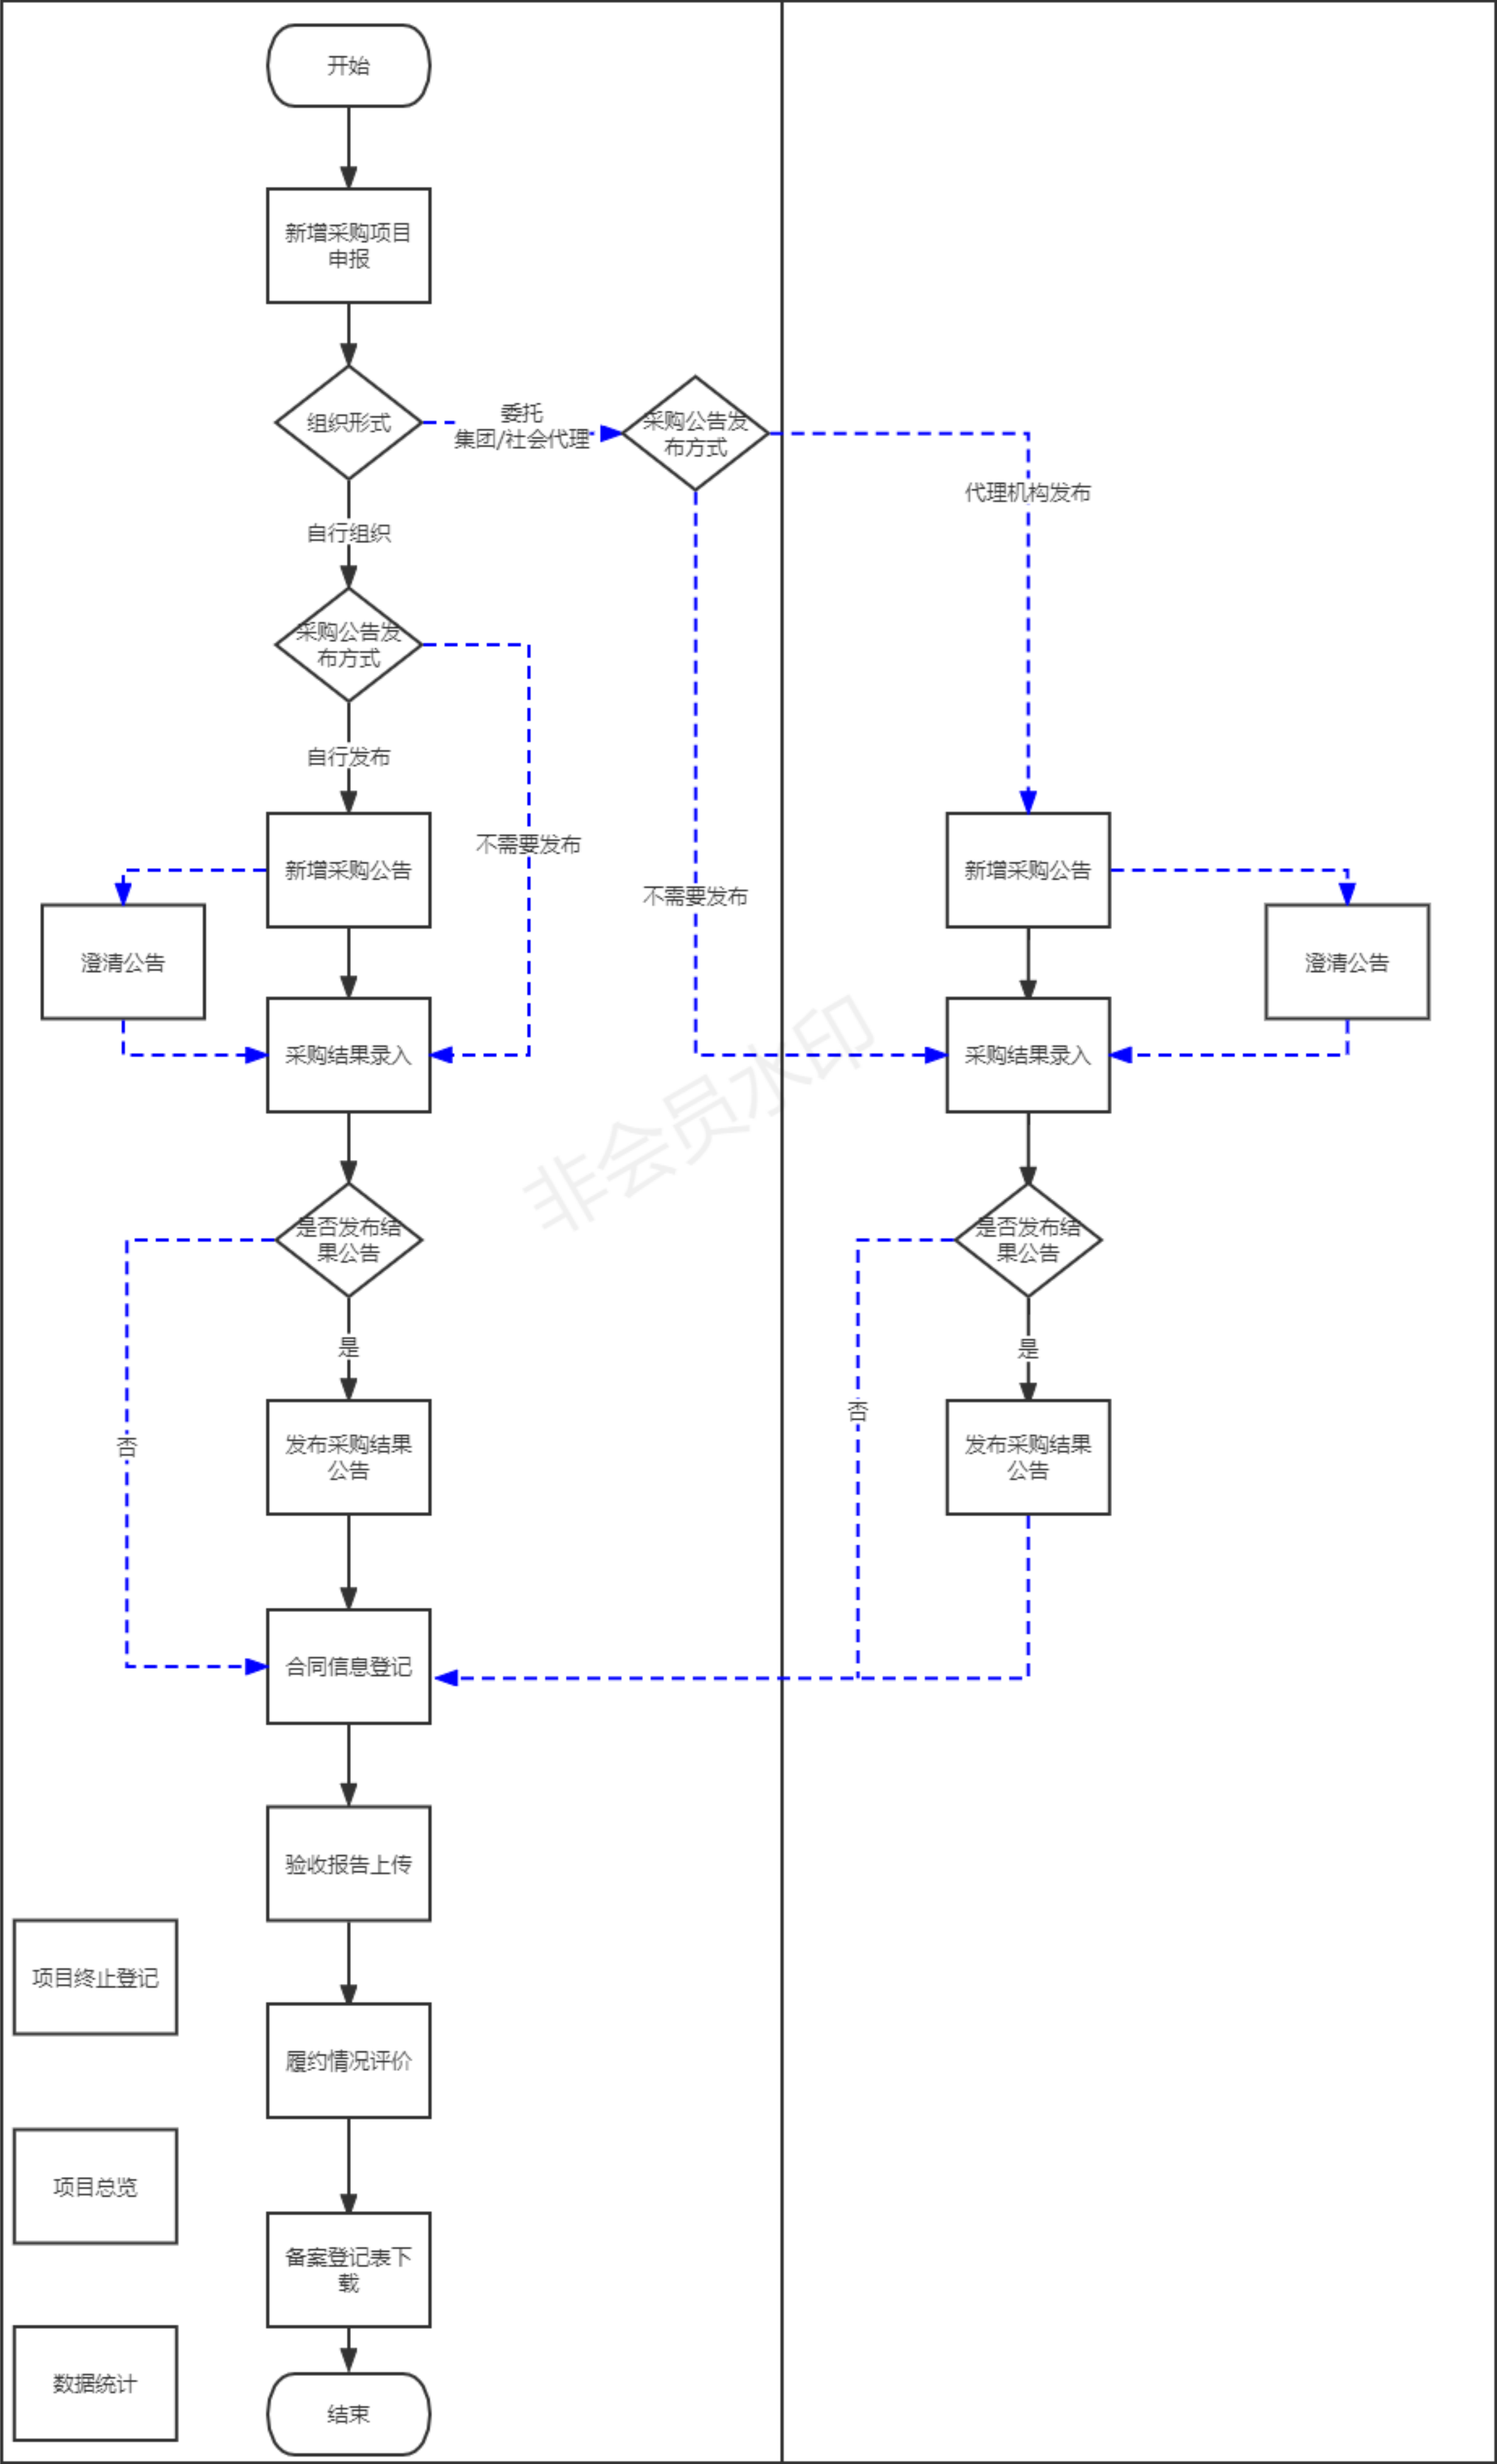 开始
新增采购项目
申报
组织形式
委托
集团/社会代理
采购公告发
布方式
代理机构发布
自行组织
采购公告发
布方式
自行发布
不需要发布
不需要发布
新增采购公告
新增采购公告
澄清公告
澄清公告
采购结果录入
采购结果录入
非会员水印
是否发布结
果公告
是否发布结
果公告
是
是
否
否
发布采购结果
公告
发布采购结果
公告
合同信息登记
验收报告上传
项目终止登记
履约情况评价
项目总览
备案登记表下
载
数据统计
结束